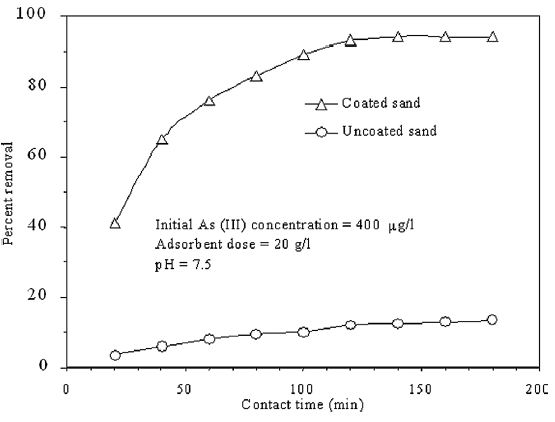 100
80
60
40
20
0
Percent removal
Coated sand
Uncoated sand
Initial As (III) concentration = 400 μg/l
Adsorbent dose = 20 g/l
pH = 7.5
0 50 100 150 200
Contact time (min)